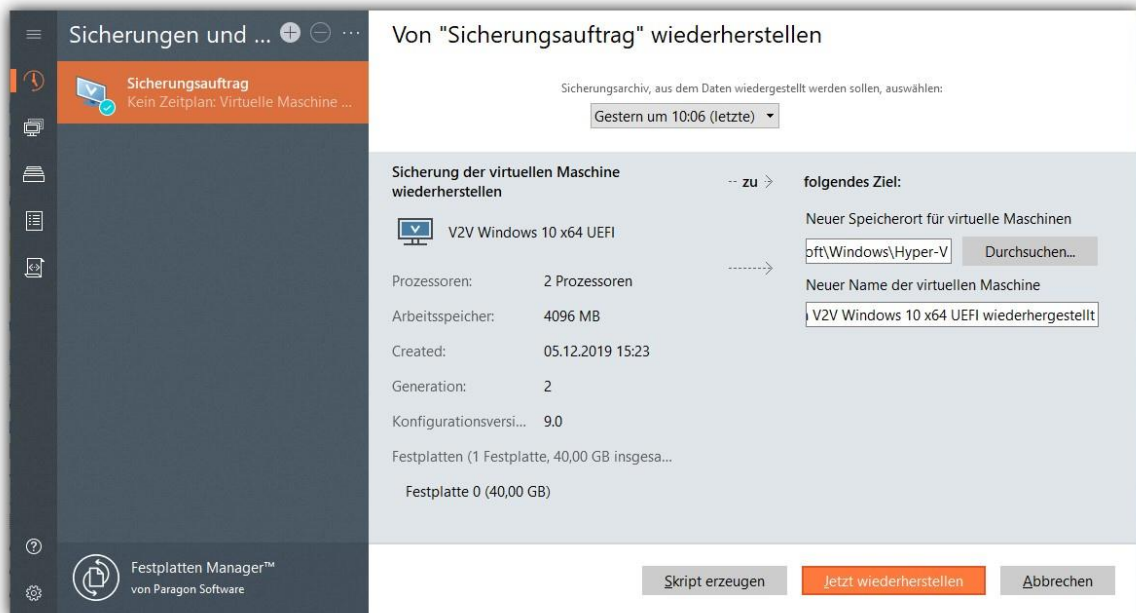 Sicherungen und ...
Sicherungsauftrag
Kein Zeitplan: Virtuelle Maschine ...
Festplatten Manager™
von Paragon Software
Von "Sicherungsauftrag" wiederherstellen
Sicherungsarchiv, aus dem Daten wiedergestellt werden sollen, auswählen:
Gestern um 10:06 (letzte)
Sicherung der virtuellen Maschine
wiederherstellen
zu
folgendes Ziel:
V2V Windows 10 x64 UEFI
Prozessoren: 2 Prozessoren
Arbeitsspeicher: 4096 MB
Created: 05.12.2019 15:23
Generation: 2
Konfigurationsversi... 9.0
Festplatten (1 Festplatte, 40,00 GB insgesa...
Festplatte 0 (40,00 GB)
Neuer Speicherort für virtuelle Maschinen
oft\Windows\Hyper-V Durchsuchen...
Neuer Name der virtuellen Maschine
V2V Windows 10 x64 UEFI wiederhergestellt
Skript erzeugen Jetzt wiederherstellen Abbrechen